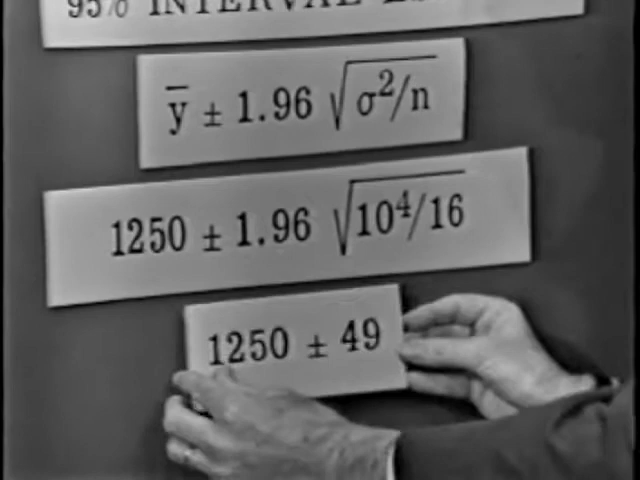 95% INTERVAL
y̅ ± 1.96 √σ²/n
1250 ± 1.96 √10⁴/16
1250 ± 49